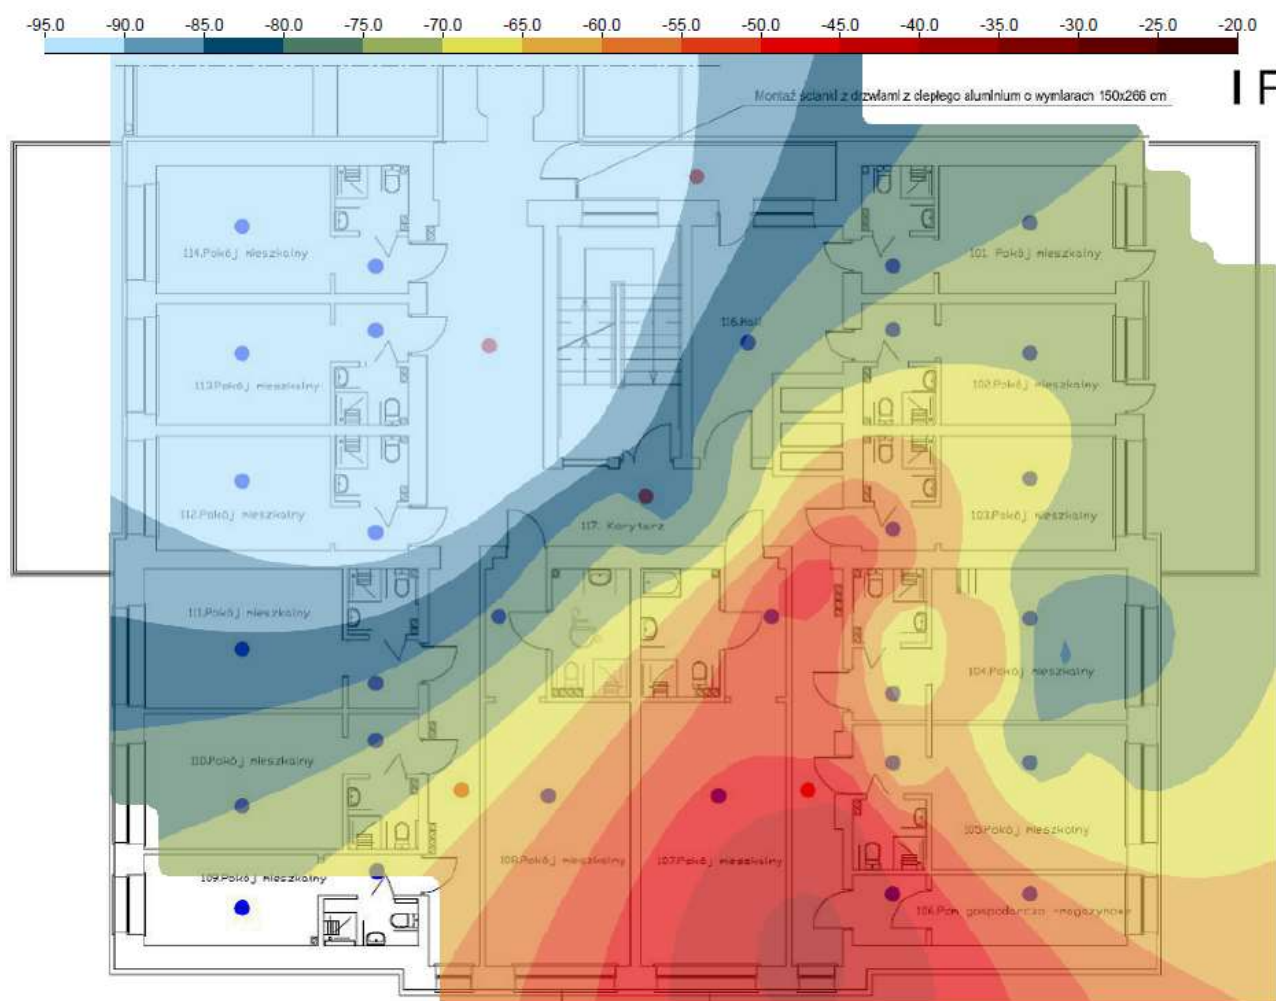 -95.0 -90.0 -85.0 -80.0 -75.0 -70.0 -65.0 -60.0 -55.0 -50.0 -45.0 -40.0 -35.0 -30.0 -25.0 -20.0
I P
Montaż ścianki z drzwiami z ciepłego aluminium o wymiarach 150x266 cm
114.Pokój mieszkalny
101. Pokój mieszkalny
116.Hall
113.Pokój mieszkalny
102.Pokój mieszkalny
112.Pokój mieszkalny
117. Korytarz
103.Pokój mieszkalny
111.Pokój mieszkalny
104.Pokój mieszkalny
110.Pokój mieszkalny
105.Pokój mieszkalny
108.Pokój mieszkalny
107.Pokój mieszkalny
109.Pokój mieszkalny
106.Pom gospodarczo -magazynowe